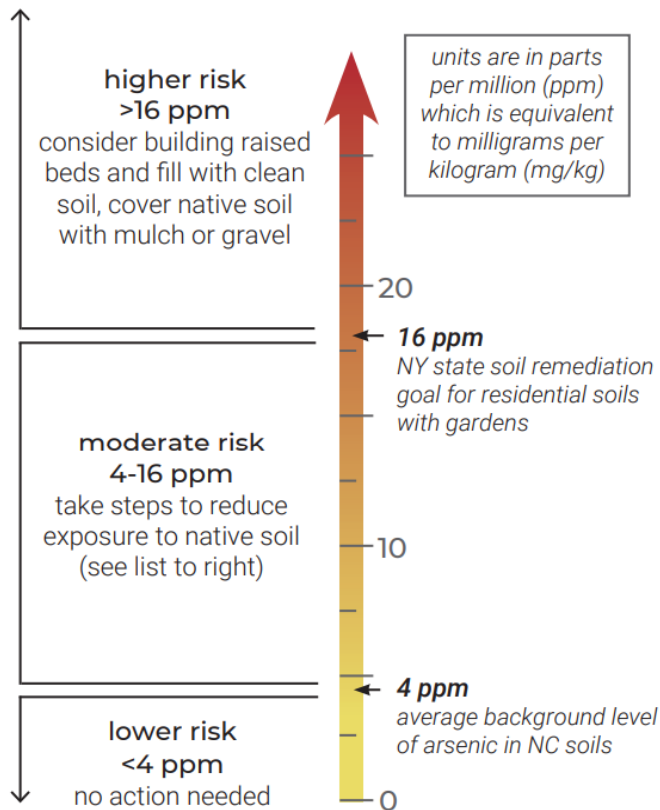 higher risk
>16 ppm
consider building raised
beds and fill with clean
soil, cover native soil
with mulch or gravel
units are in parts
per million (ppm)
which is equivalent
to milligrams per
kilogram (mg/kg)
20
16 ppm
NY state soil remediation
goal for residential soils
with gardens
moderate risk
4-16 ppm
take steps to reduce
exposure to native soil
(see list to right)
10
4 ppm
average background level
of arsenic in NC soils
lower risk
<4 ppm
no action needed
0